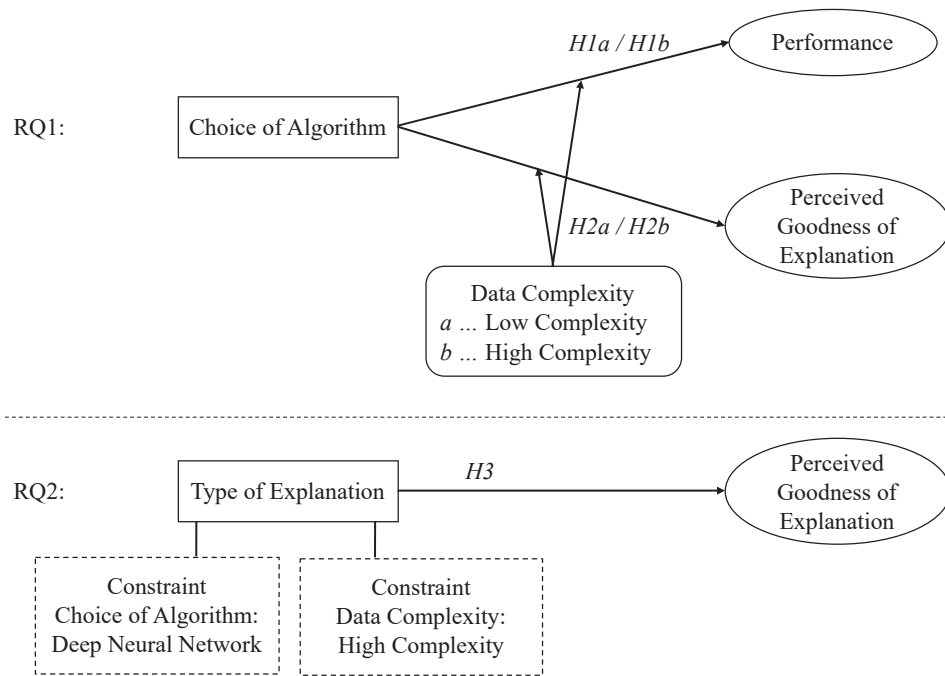 H1a / H1b
Performance
RQ1:
Choice of Algorithm
Perceived
Goodness of
Explanation
H2a / H2b
Data Complexity
a ... Low Complexity
b ... High Complexity
RQ2:
Type of Explanation
H3
Perceived
Goodness of
Explanation
Constraint
Choice of Algorithm:
Deep Neural Network
Constraint
Data Complexity:
High Complexity